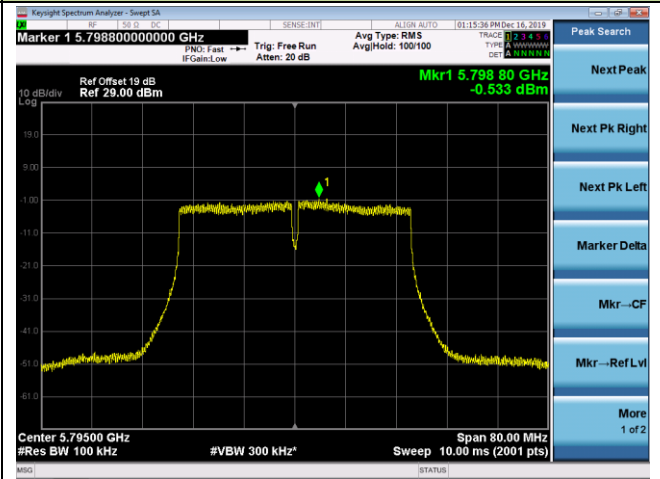 Keysight Spectrum Analyzer - Swept SA
RF 50 Ω DC SENSE:INT ALIGN AUTO 01:15:36 PM Dec 16, 2019
Marker 1 5.798800000000 GHz
PNO: Fast
IFGain:Low
Trig: Free Run
Atten: 20 dB
Avg Type: RMS
Avg|Hold: 100/100
TRACE 1 2 3 4 5 6
TYPE A WWWWW
DET A N N N N N
Peak Search
Mkr1 5.798 80 GHz
-0.533 dBm
Ref Offset 19 dB
10 dB/div Ref 29.00 dBm
Log
19.0
9.00
-1.00
-11.0
-21.0
-31.0
-41.0
-51.0
-61.0
1
Center 5.79500 GHz
Span 80.00 MHz
#Res BW 100 kHz
#VBW 300 kHz*
Sweep 10.00 ms (2001 pts)
MSG
STATUS
Next Peak
Next Pk Right
Next Pk Left
Marker Delta
Mkr→CF
Mkr→Ref Lvl
More
1 of 2